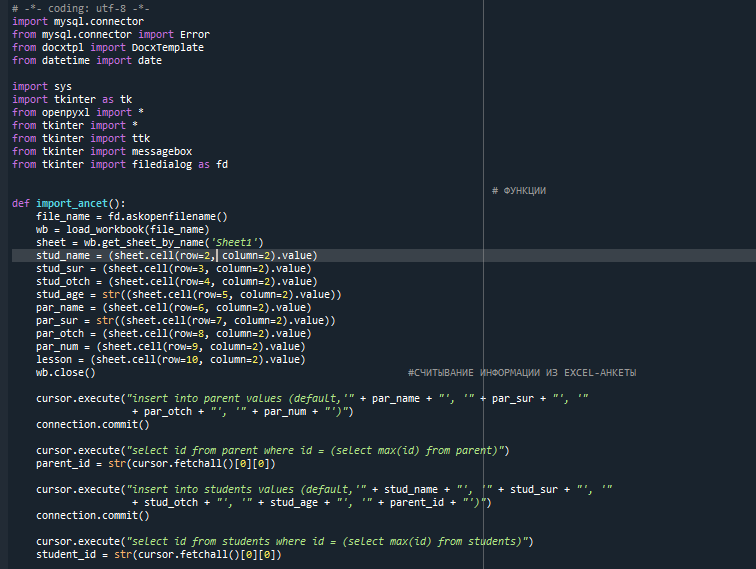 # -*- coding: utf-8 -*-
import mysql.connector
from mysql.connector import Error
from docxtpl import DocxTemplate
from datetime import date
import sys
import tkinter as tk
from openpyxl import *
from tkinter import *
from tkinter import ttk
from tkinter import messagebox
from tkinter import filedialog as fd
# ФУНКЦИИ
def import_ancet():
    file_name = fd.askopenfilename()
    wb = load_workbook(file_name)
    sheet = wb.get_sheet_by_name('Sheet1')
    stud_name = (sheet.cell(row=2, column=2).value)
    stud_sur = (sheet.cell(row=3, column=2).value)
    stud_otch = (sheet.cell(row=4, column=2).value)
    stud_age = str((sheet.cell(row=5, column=2).value))
    par_name = (sheet.cell(row=6, column=2).value)
    par_sur = str((sheet.cell(row=7, column=2).value))
    par_otch = (sheet.cell(row=8, column=2).value)
    par_num = (sheet.cell(row=9, column=2).value)
    lesson = (sheet.cell(row=10, column=2).value)
    wb.close() #СЧИТЫВАНИЕ ИНФОРМАЦИИ ИЗ EXCEL-АНКЕТЫ
    cursor.execute("insert into parent values (default,'" + par_name + "', '" + par_sur + "', '"
                   + par_otch + "', '" + par_num + "')")
    connection.commit()
    cursor.execute("select id from parent where id = (select max(id) from parent)")
    parent_id = str(cursor.fetchall()[0][0])
    cursor.execute("insert into students values (default,'" + stud_name + "', '" + stud_sur + "', '"
                   + stud_otch + "', '" + stud_age + "', '" + parent_id + "')")
    connection.commit()
    cursor.execute("select id from students where id = (select max(id) from students)")
    student_id = str(cursor.fetchall()[0][0])